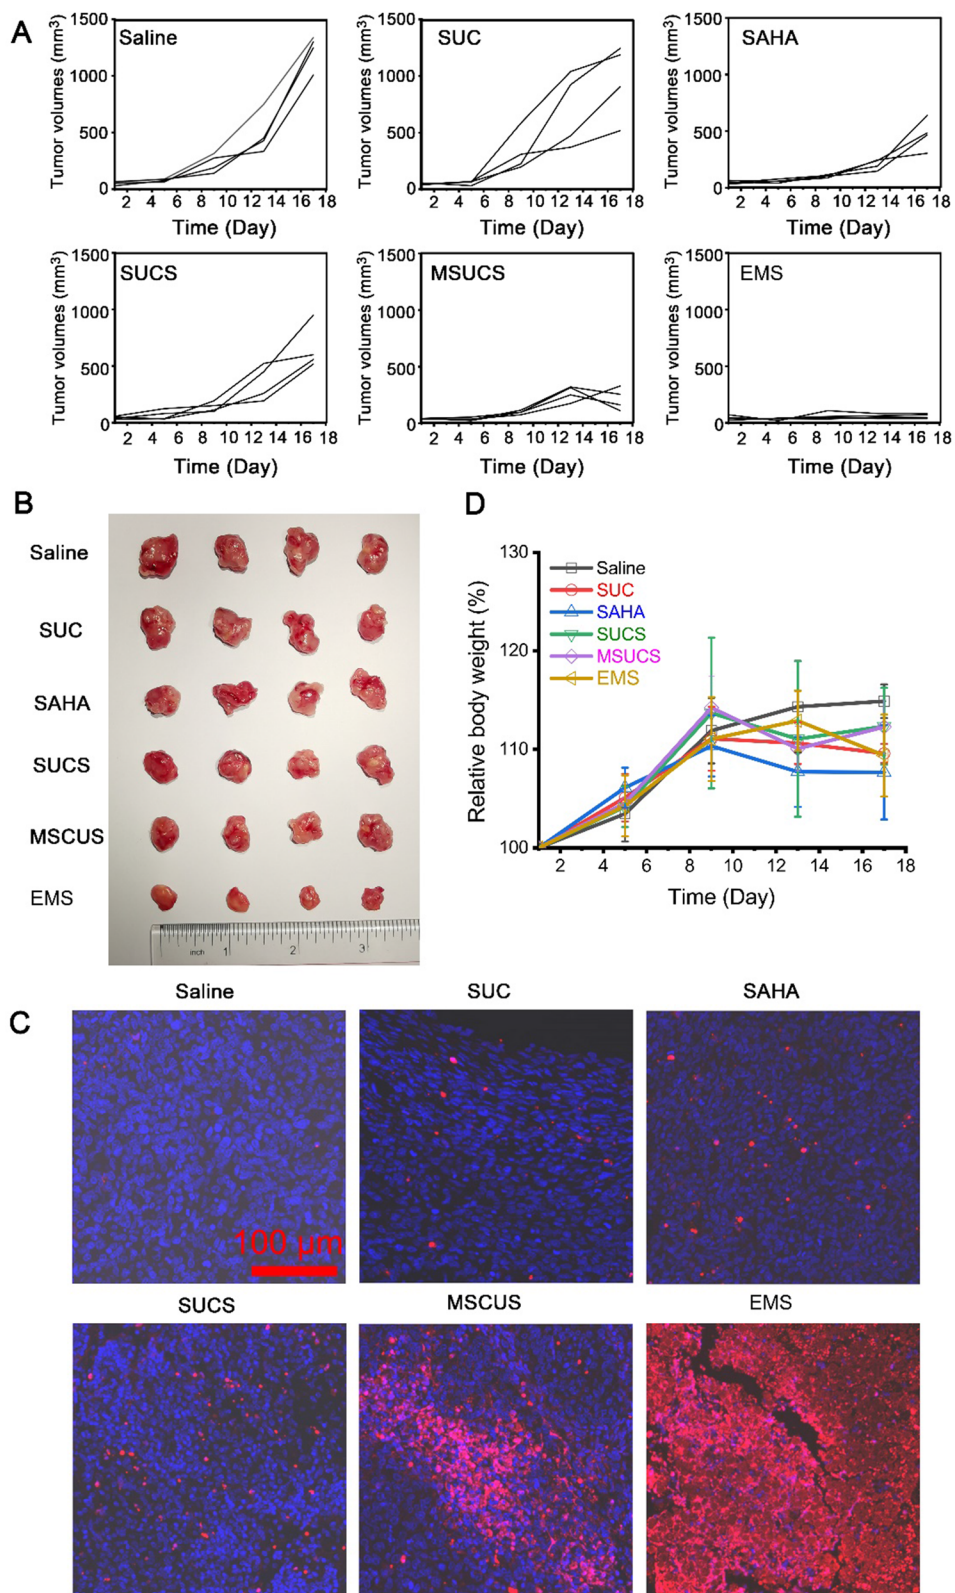 A
Saline
SUC
SAHA
Tumor volumes (mm3)
1500
1000
500
0
2 4 6 8 10 12 14 16 18
Time (Day)
Tumor volumes (mm3)
1500
1000
500
0
2 4 6 8 10 12 14 16 18
Time (Day)
Tumor volumes (mm3)
1500
1000
500
0
2 4 6 8 10 12 14 16 18
Time (Day)
SUCS
MSUCS
EMS
Tumor volumes (mm3)
1500
1000
500
0
2 4 6 8 10 12 14 16 18
Time (Day)
Tumor volumes (mm3)
1500
1000
500
0
2 4 6 8 10 12 14 16 18
Time (Day)
Tumor volumes (mm3)
1500
1000
500
0
2 4 6 8 10 12 14 16 18
Time (Day)
B
Saline
SUC
SAHA
SUCS
MSCUS
EMS
inch 1 2 3
D
Relative body weight (%)
130
120
110
100
Saline
SUC
SAHA
SUCS
MSUCS
EMS
2 4 6 8 10 12 14 16 18
Time (Day)
C
Saline
SUC
SAHA
100 μm
SUCS
MSCUS
EMS